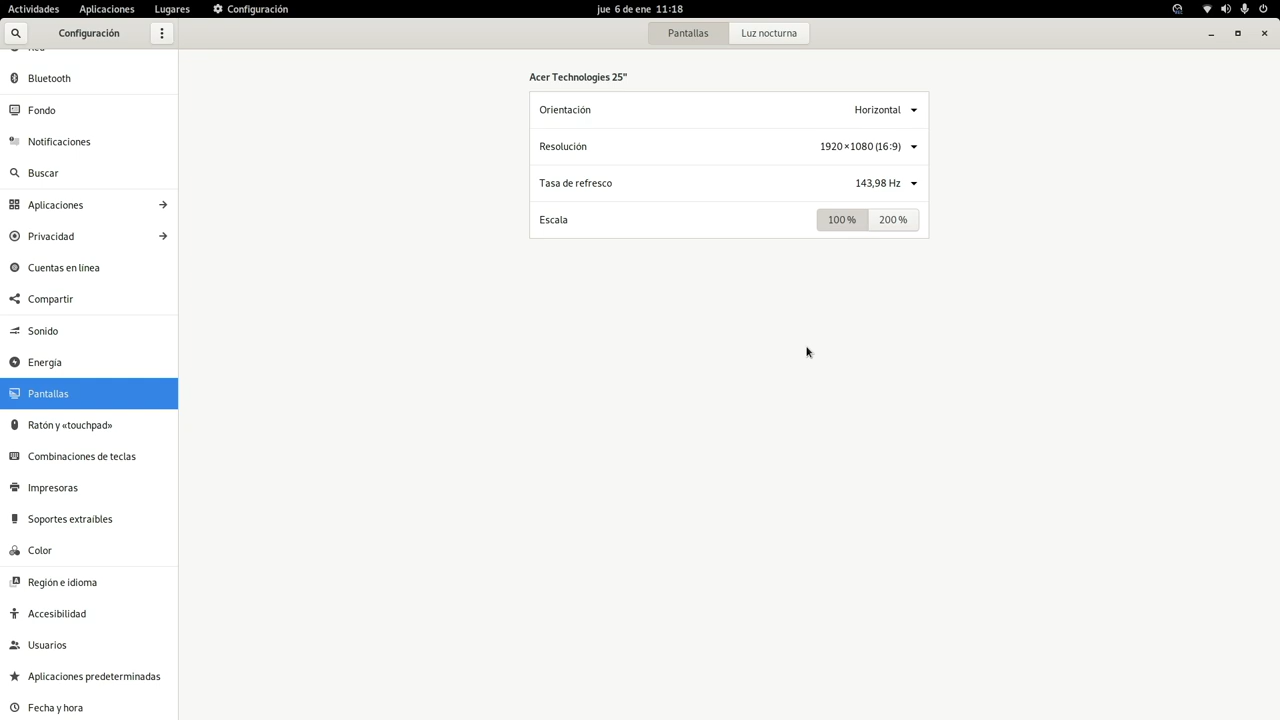 Actividades Aplicaciones Lugares Configuración jue 6 de ene 11:18
Configuración Pantallas Luz nocturna
Red
Bluetooth
Fondo
Notificaciones
Buscar
Aplicaciones
Privacidad
Cuentas en línea
Compartir
Sonido
Energía
Pantallas
Ratón y «touchpad»
Combinaciones de teclas
Impresoras
Soportes extraíbles
Color
Región e idioma
Accesibilidad
Usuarios
Aplicaciones predeterminadas
Fecha y hora
Acer Technologies 25"
Orientación Horizontal
Resolución 1920×1080 (16:9)
Tasa de refresco 143,98 Hz
Escala 100 % 200 %